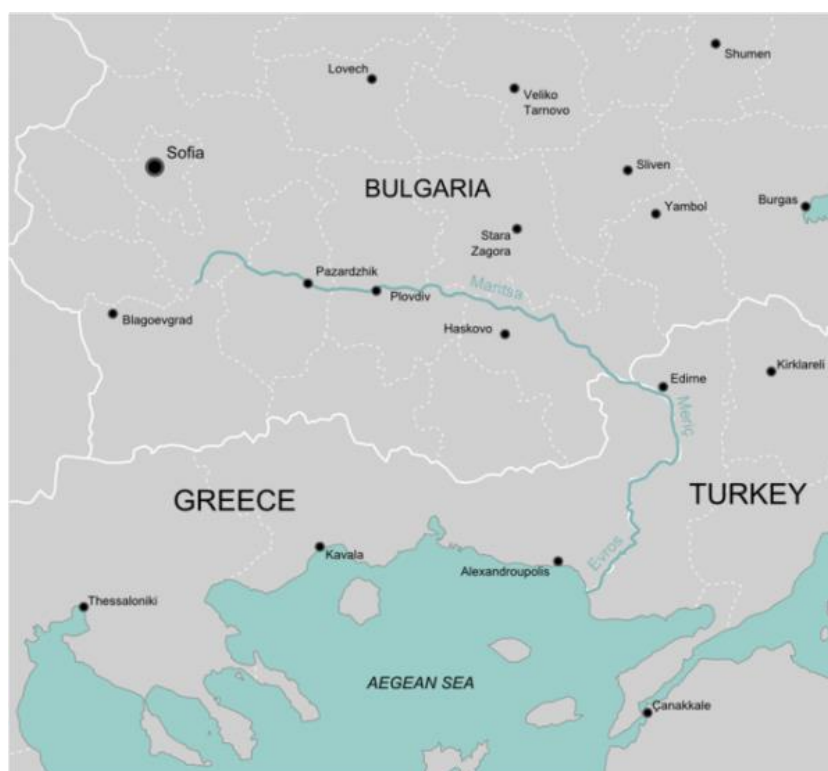 Shumen
Lovech
Veliko
Tarnovo
Sofia
Sliven
BULGARIA
Yambol
Burgas
Stara
Zagora
Pazardzhik
Maritsa
Plovdiv
Blagoevgrad
Haskovo
Edirne
Kirklareli
Meriç
GREECE
TURKEY
Evros
Kavala
Alexandroupolis
Thessaloniki
AEGEAN SEA
Çanakkale